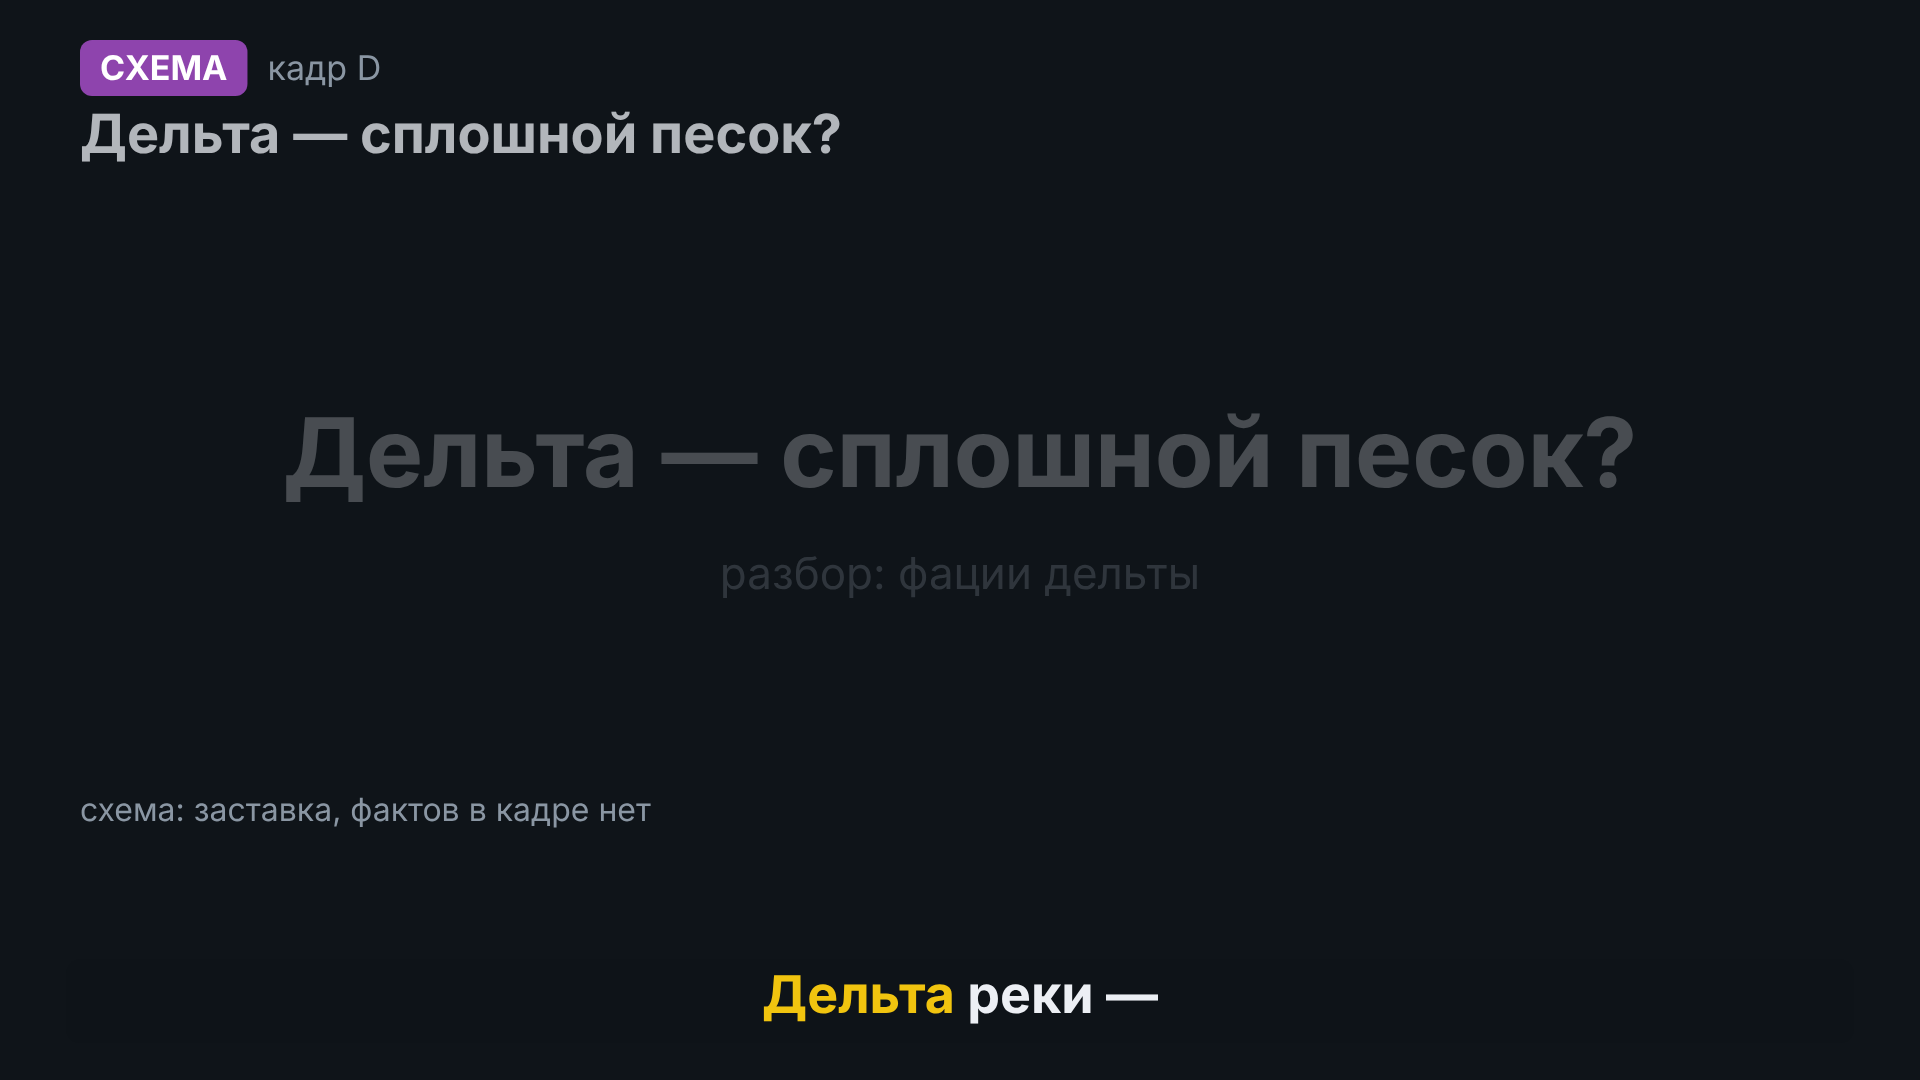 СХЕМА кадр D
Дельта — сплошной песок?
Дельта — сплошной песок?
разбор: фации дельты
схема: заставка, фактов в кадре нет
Дельта реки —